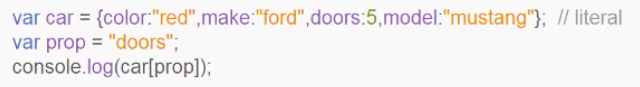 var car = {color:"red",make:"ford",doors:5,model:"mustang"};  // literal
var prop = "doors";
console.log(car[prop]);